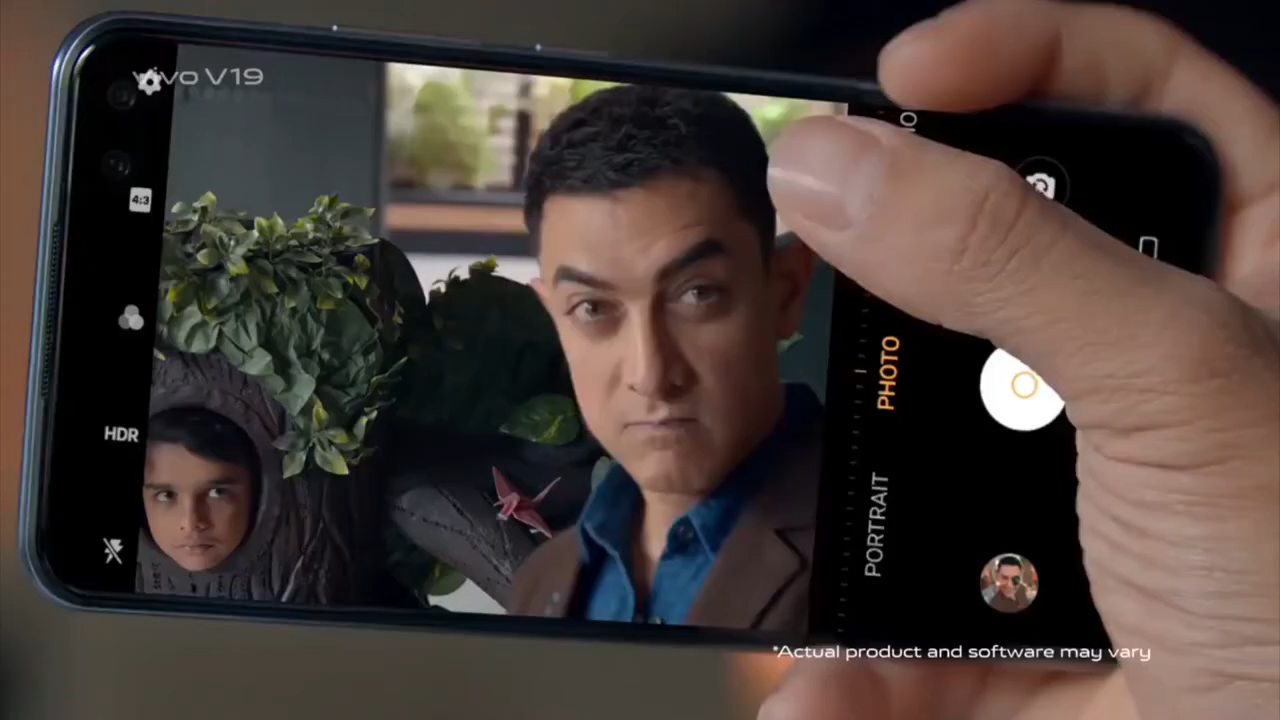 vivo V19
4:3
HDR
PHOTO
PORTRAIT
*Actual product and software may vary